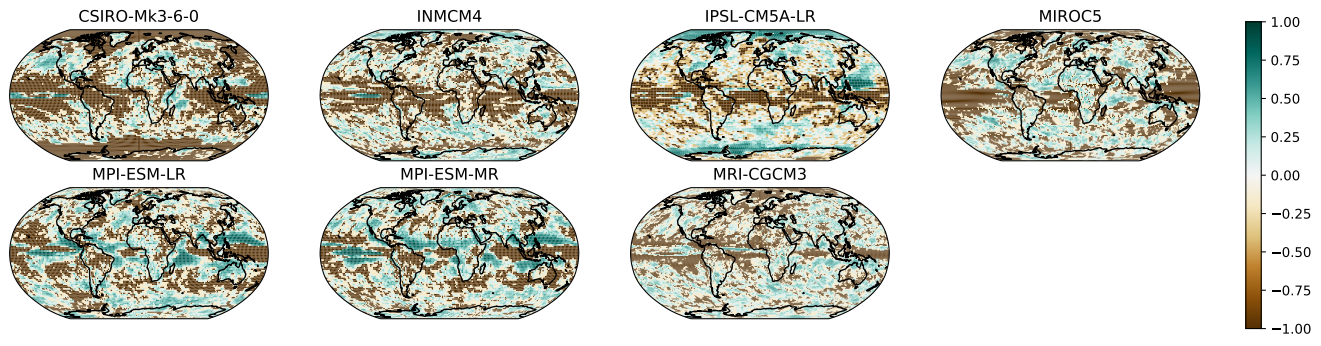 CSIRO-Mk3-6-0
INMCM4
IPSL-CM5A-LR
MIROC5
MPI-ESM-LR
MPI-ESM-MR
MRI-CGCM3
1.00
0.75
0.50
0.25
0.00
−0.25
−0.50
−0.75
−1.00